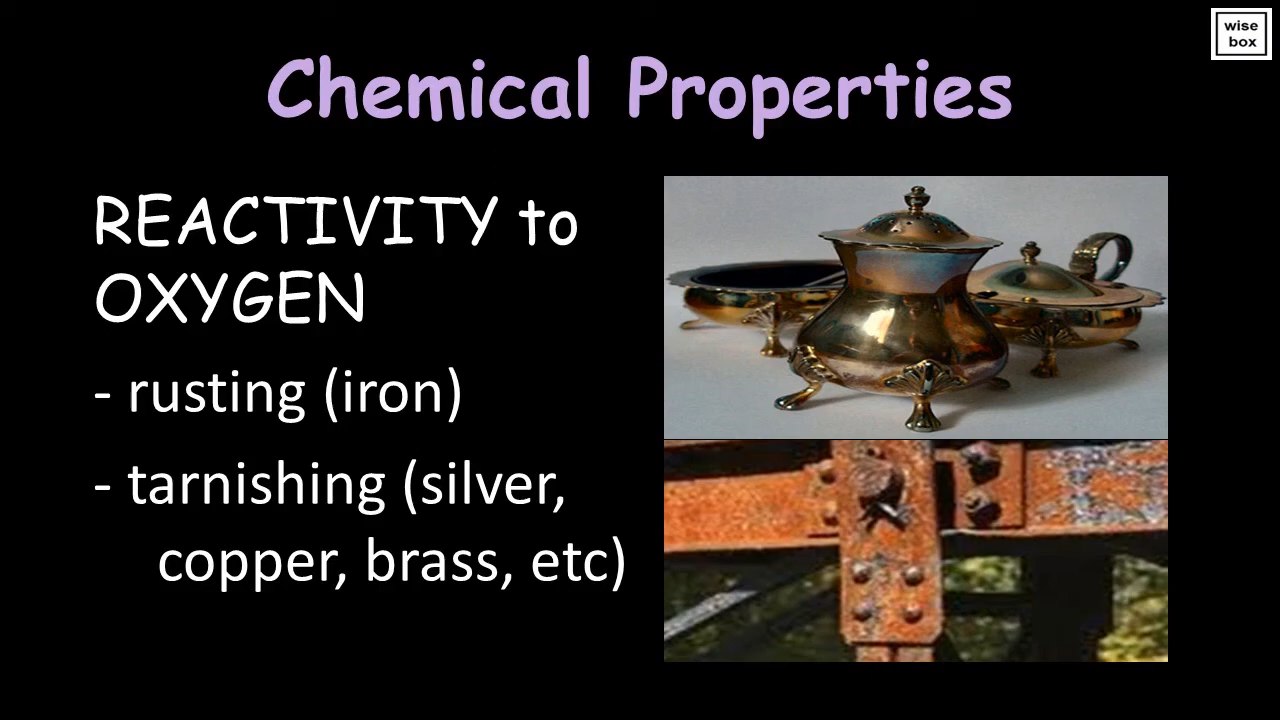 wise
box
Chemical Properties
REACTIVITY to
OXYGEN
- rusting (iron)
- tarnishing (silver,
copper, brass, etc)